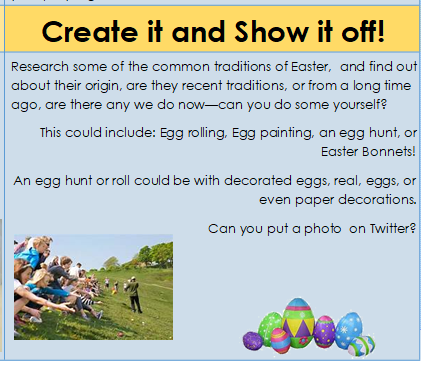 Create it and Show it off!
Research some of the common traditions of Easter, and find out
about their origin, are they recent traditions, or from a long time
ago, are there any we do now—can you do some yourself?
This could include: Egg rolling, Egg painting, an egg hunt, or
Easter Bonnets!
An egg hunt or roll could be with decorated eggs, real, eggs, or
even paper decorations.
Can you put a photo on Twitter?